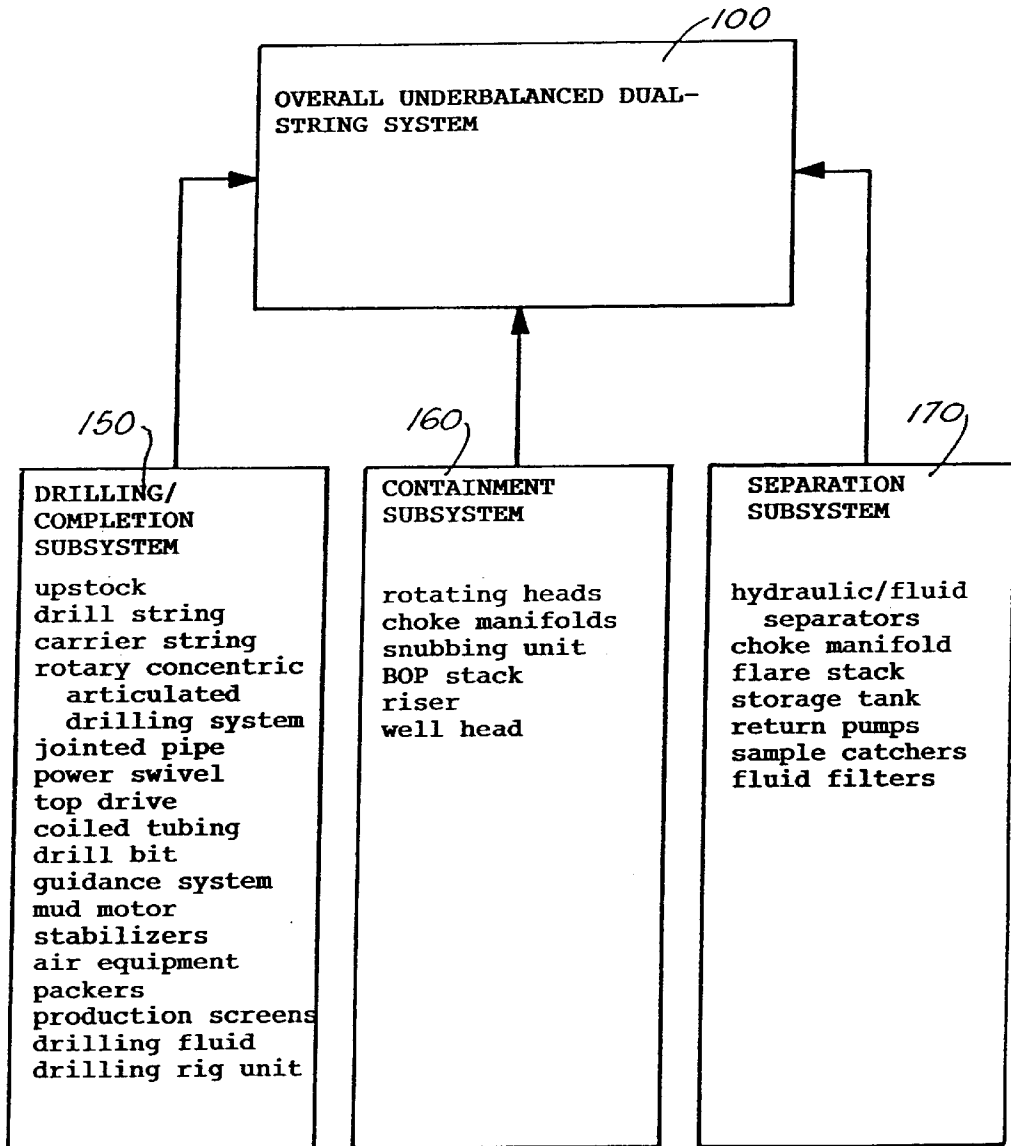 100
OVERALL UNDERBALANCED DUAL-
STRING SYSTEM
150
DRILLING/
COMPLETION
SUBSYSTEM
upstock
drill string
carrier string
rotary concentric
articulated
drilling system
jointed pipe
power swivel
top drive
coiled tubing
drill bit
guidance system
mud motor
stabilizers
air equipment
packers
production screens
drilling fluid
drilling rig unit
160
CONTAINMENT
SUBSYSTEM
rotating heads
choke manifolds
snubbing unit
BOP stack
riser
well head
170
SEPARATION
SUBSYSTEM
hydraulic/fluid
separators
choke manifold
flare stack
storage tank
return pumps
sample catchers
fluid filters